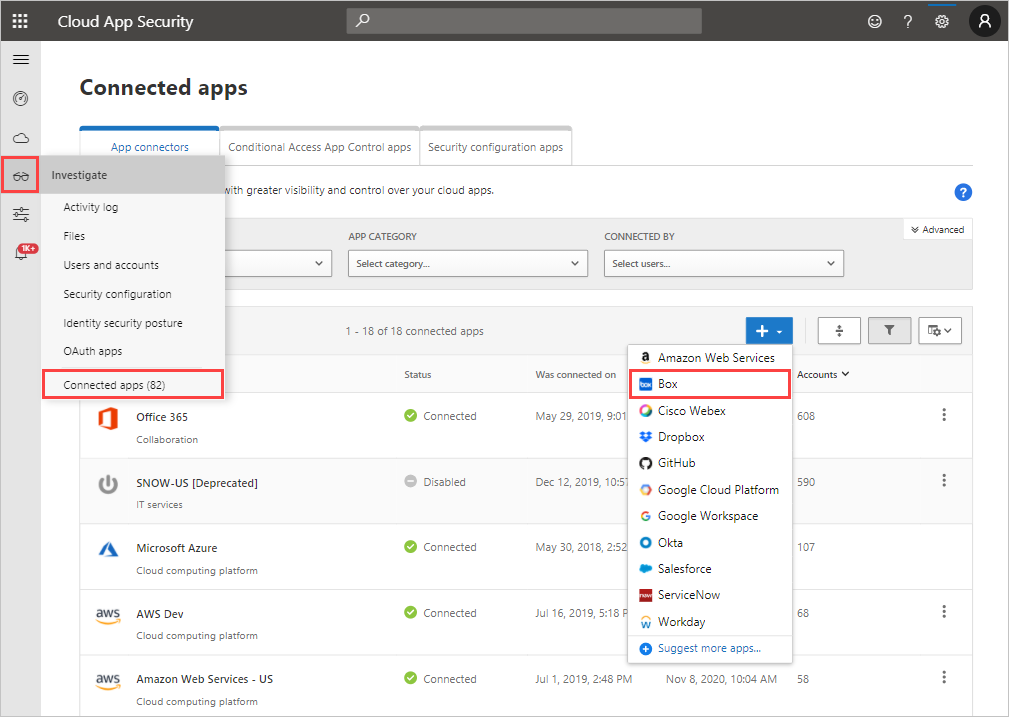 Cloud App Security
Connected apps
App connectors
Conditional Access App Control apps
Security configuration apps
Investigate
with greater visibility and control over your cloud apps.
?
Activity log
Files
Users and accounts
Security configuration
Identity security posture
OAuth apps
Connected apps (82)
1K+
Advanced
APP CATEGORY
Select category...
CONNECTED BY
Select users...
1 - 18 of 18 connected apps
Amazon Web Services
Box
Cisco Webex
Dropbox
GitHub
Google Cloud Platform
Google Workspace
Okta
Salesforce
ServiceNow
Workday
Suggest more apps...
Status
Was connected on
Accounts
Office 365
Collaboration
Connected
May 29, 2019, 9:01
608
SNOW-US [Deprecated]
IT services
Disabled
Dec 12, 2019, 10:57
590
Microsoft Azure
Cloud computing platform
Connected
May 30, 2018, 2:52
107
aws
AWS Dev
Cloud computing platform
Connected
Jul 16, 2019, 5:18 P
68
aws
Amazon Web Services - US
Cloud computing platform
Connected
Jul 1, 2019, 2:48 PM
Nov 8, 2020, 10:04 AM
58